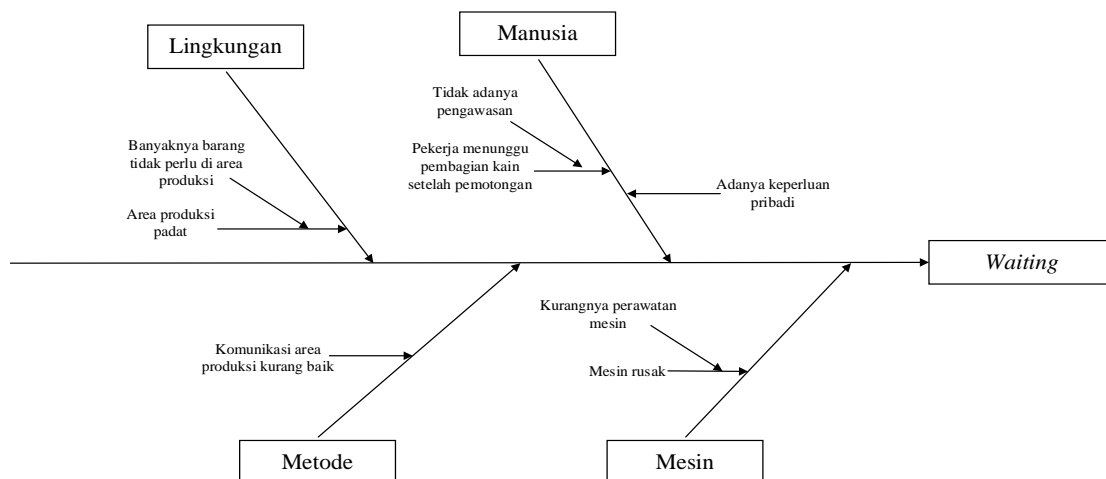 Lingkungan
Manusia
Tidak adanya
pengawasan
Banyaknya barang
tidak perlu di area
produksi
Pekerja menunggu
pembagian kain
setelah pemotongan
Adanya keperluan
pribadi
Area produksi
padat
Waiting
Kurangnya perawatan
mesin
Komunikasi area
produksi kurang baik
Mesin rusak
Metode
Mesin